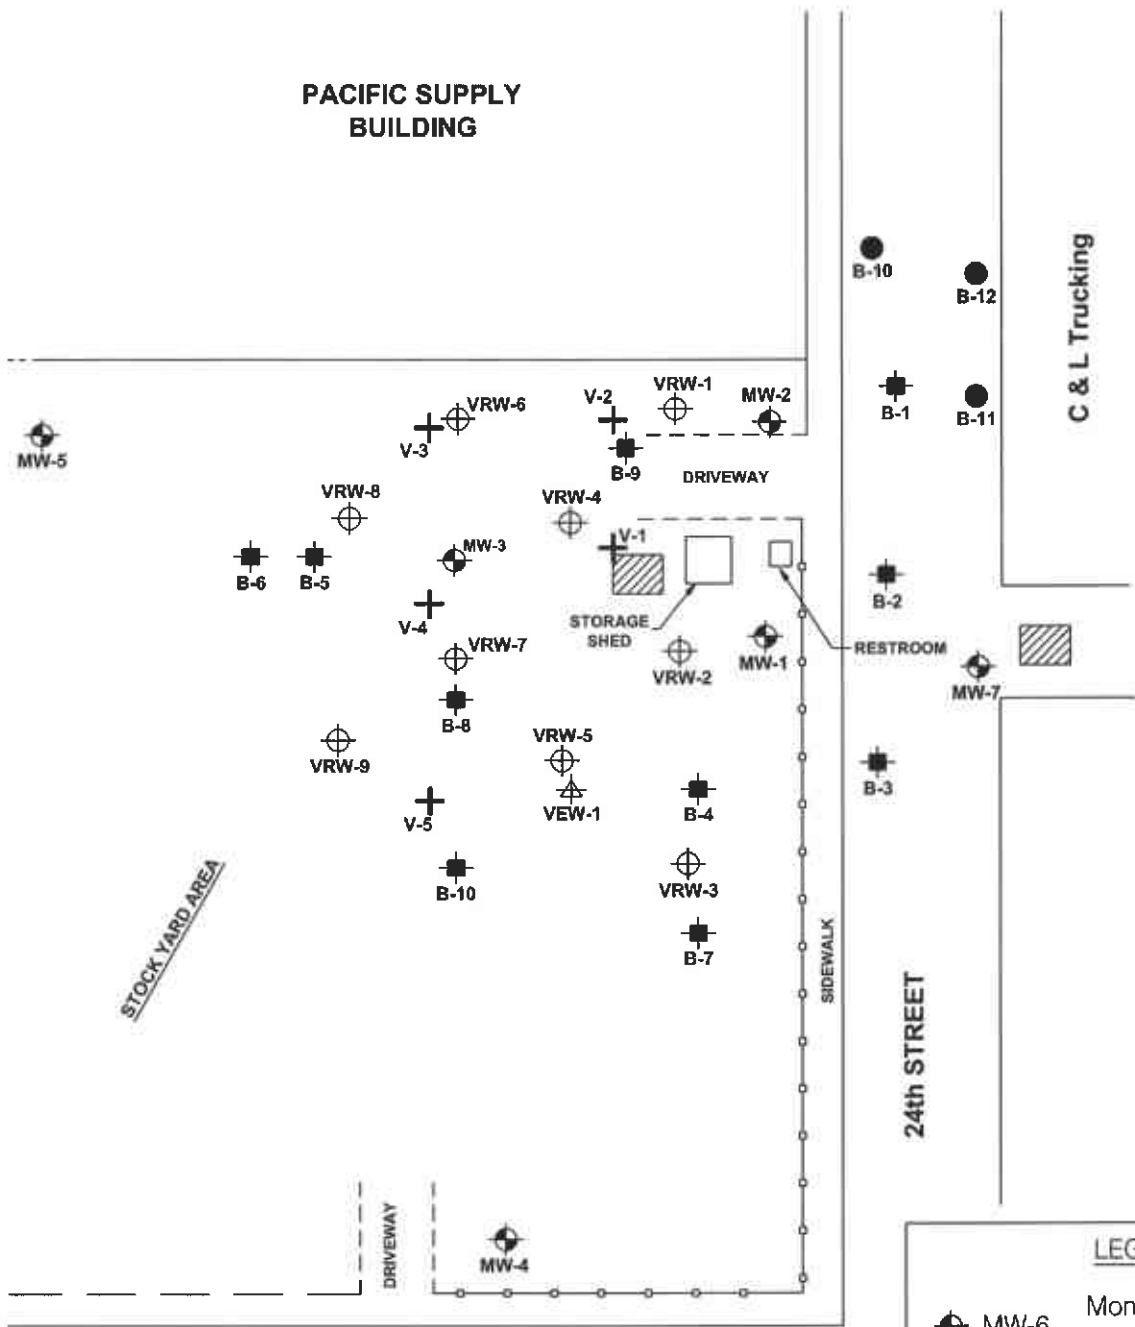 PACIFIC SUPPLY
BUILDING
B-10
B-12
C & L Trucking
B-1
B-11
VRW-6
V-3
V-2
VRW-1
MW-2
MW-5
B-9
DRIVEWAY
VRW-8
VRW-4
V-1
MW-3
B-6
B-5
B-2
V-4
STORAGE
SHED
VRW-7
VRW-2
MW-1
RESTROOM
MW-7
B-8
VRW-9
VRW-5
VEW-1
B-4
B-3
V-5
B-10
VRW-3
STOCK YARD AREA
B-7
SIDEWALK
24th STREET
DRIVEWAY
MW-4
LEG
Mon
MW-6